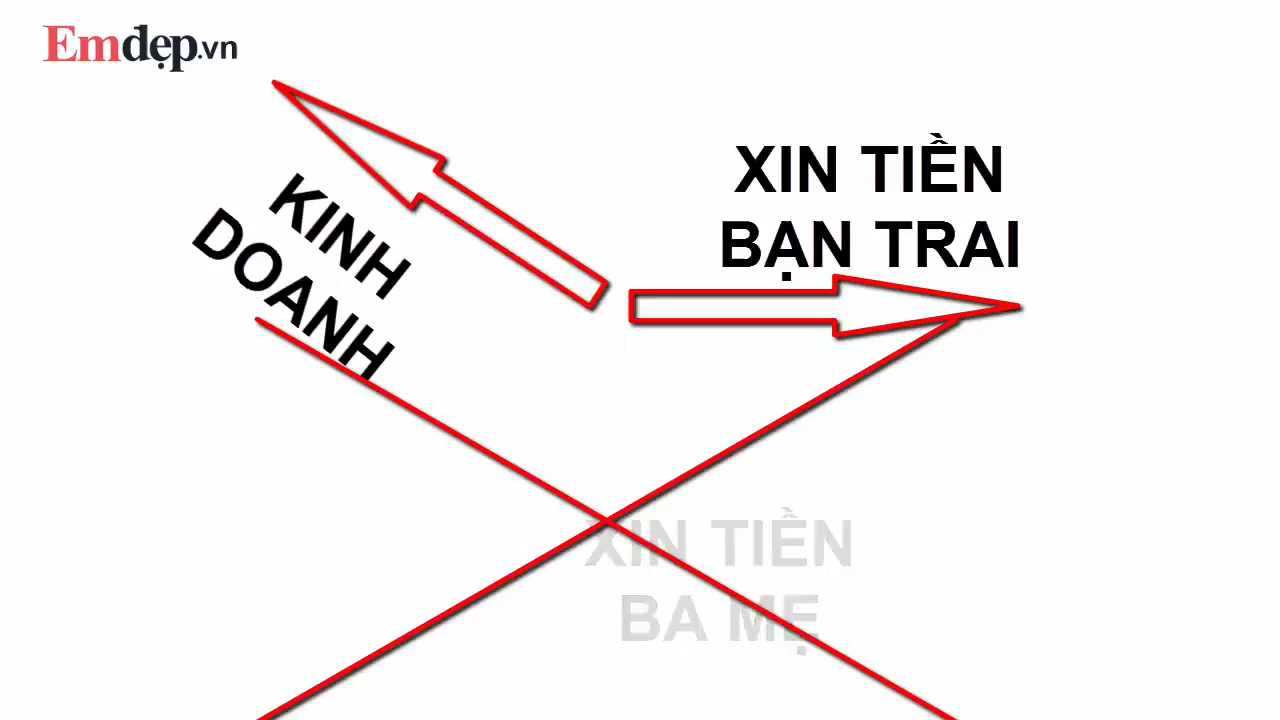 Emdẹp.vn
XIN TIỀN
BẠN TRAI
KINH
DOANH
XIN TIỀN
BA MẸ